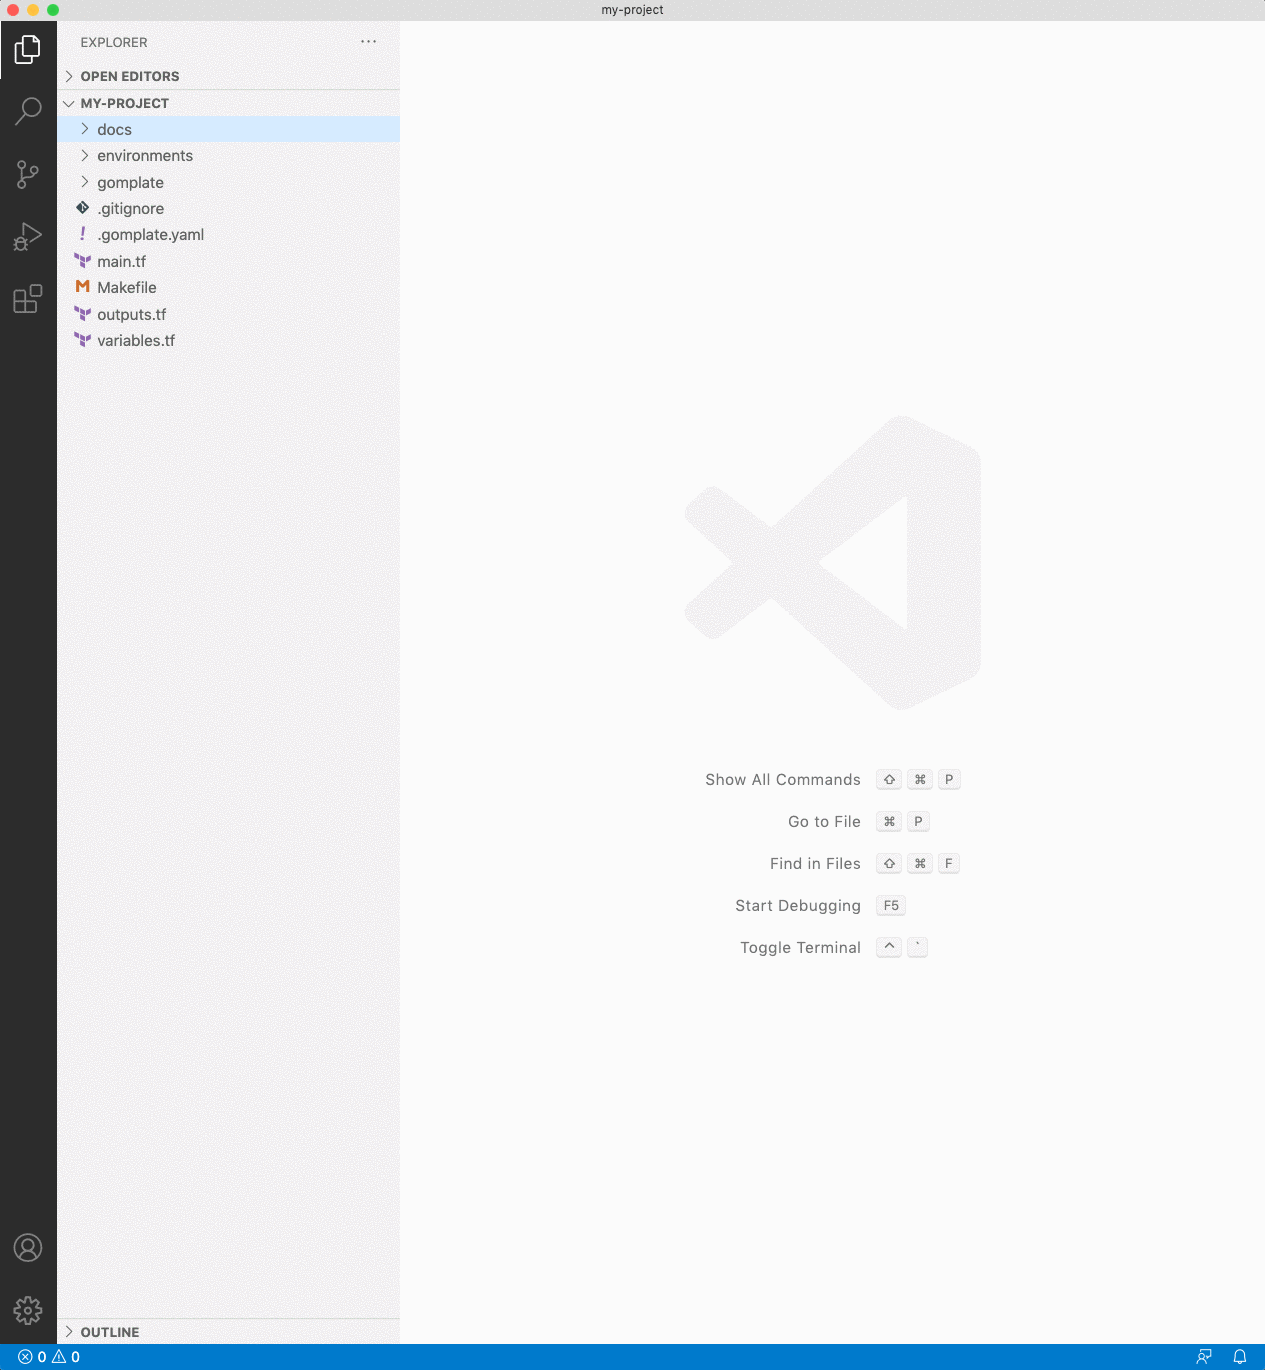 my-project
EXPLORER
OPEN EDITORS
MY-PROJECT
docs
environments
gomplate
.gitignore
.gomplate.yaml
main.tf
Makefile
outputs.tf
variables.tf
Show All Commands ⇧ ⌘ P
Go to File ⌘ P
Find in Files ⇧ ⌘ F
Start Debugging F5
Toggle Terminal ^ `
OUTLINE
0 0